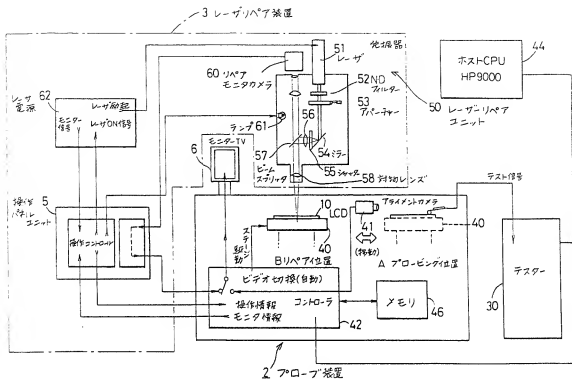 3 レーザリペア装置
発振器
51
レーザ
60 リペア
モニタカメラ
52 ND
フィルター
53
アパーチャー
50 レーザーリペア
ユニット
44
ホストCPU
HP9000
62
レーザ
電源
レーザ励起
モニター
信号
レーザON信号
ランプ
61
56
57
54 ミラー
55 シャッタ
ビーム
スプリッタ
58 対物レンズ
モニターTV
6
5
操作
パネル
ユニット
操作コントロール
10
LCD
40
ステージ
駆動
Bリペアイ位置
アライメントカメラ
41
(移動)
テスト信号
40
A プロービングイ位置
ビデオ切換(自動)
操作情報
モニタ情報
コントローラ
42
メモリ
46
テスター
30
2 プローブ装置